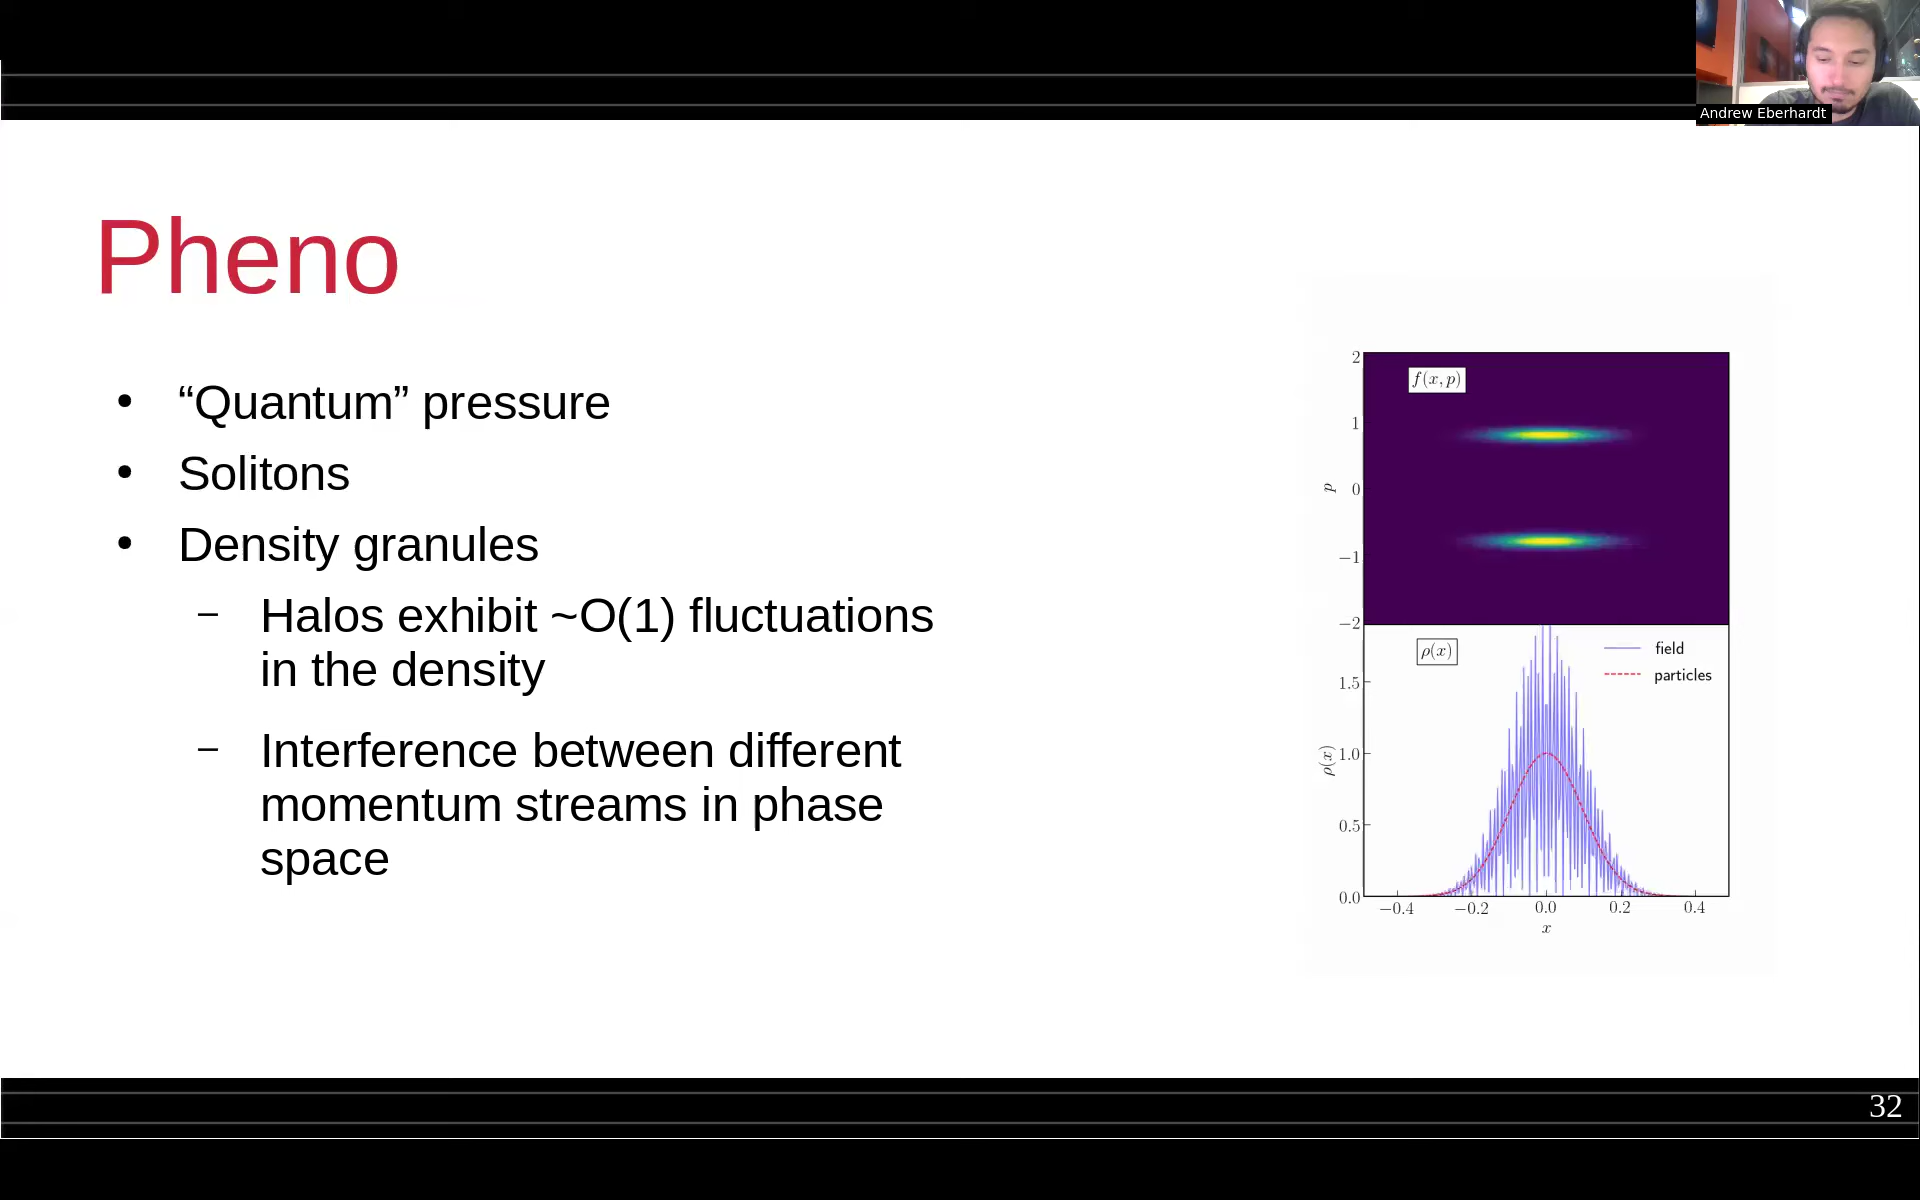 Andrew Eberhardt
Pheno
• “Quantum” pressure
• Solitons
• Density granules
– Halos exhibit ~O(1) fluctuations
in the density
– Interference between different
momentum streams in phase
space
f(x, p)
2
1
0
−1
−2
p
ρ(x)
field
particles
1.5
1.0
0.5
0.0
ρ(x)
−0.4 −0.2 0.0 0.2 0.4
x
32